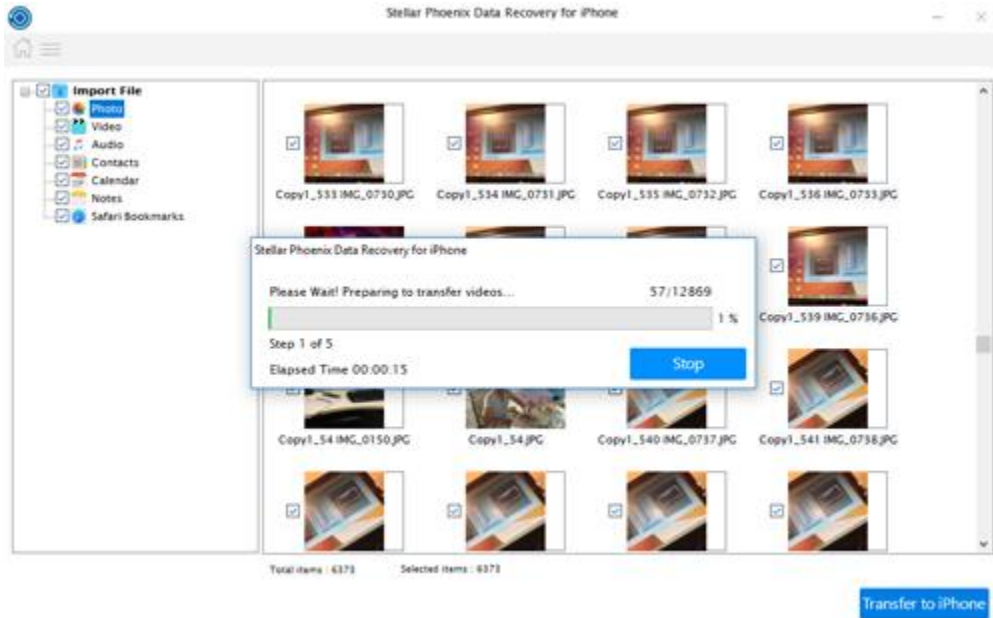 Stellar Phoenix Data Recovery for iPhone
Import File
Photo
Video
Audio
Contacts
Calendar
Notes
Safari Bookmarks
Copy1_533 IMG_0730.JPG
Copy1_534 IMG_0731.JPG
Copy1_535 IMG_0732.JPG
Copy1_536 IMG_0733.JPG
Stellar Phoenix Data Recovery for iPhone
Please Wait! Preparing to transfer videos...
57/12869
1 %
Step 1 of 5
Elapsed Time 00:00:15
Stop
Copy1_539 IMG_0736.JPG
Copy1_54 IMG_0150.JPG
Copy1_54.JPG
Copy1_540 IMG_0737.JPG
Copy1_541 IMG_0738.JPG
Total items : 6373
Selected items : 6373
Transfer to iPhone